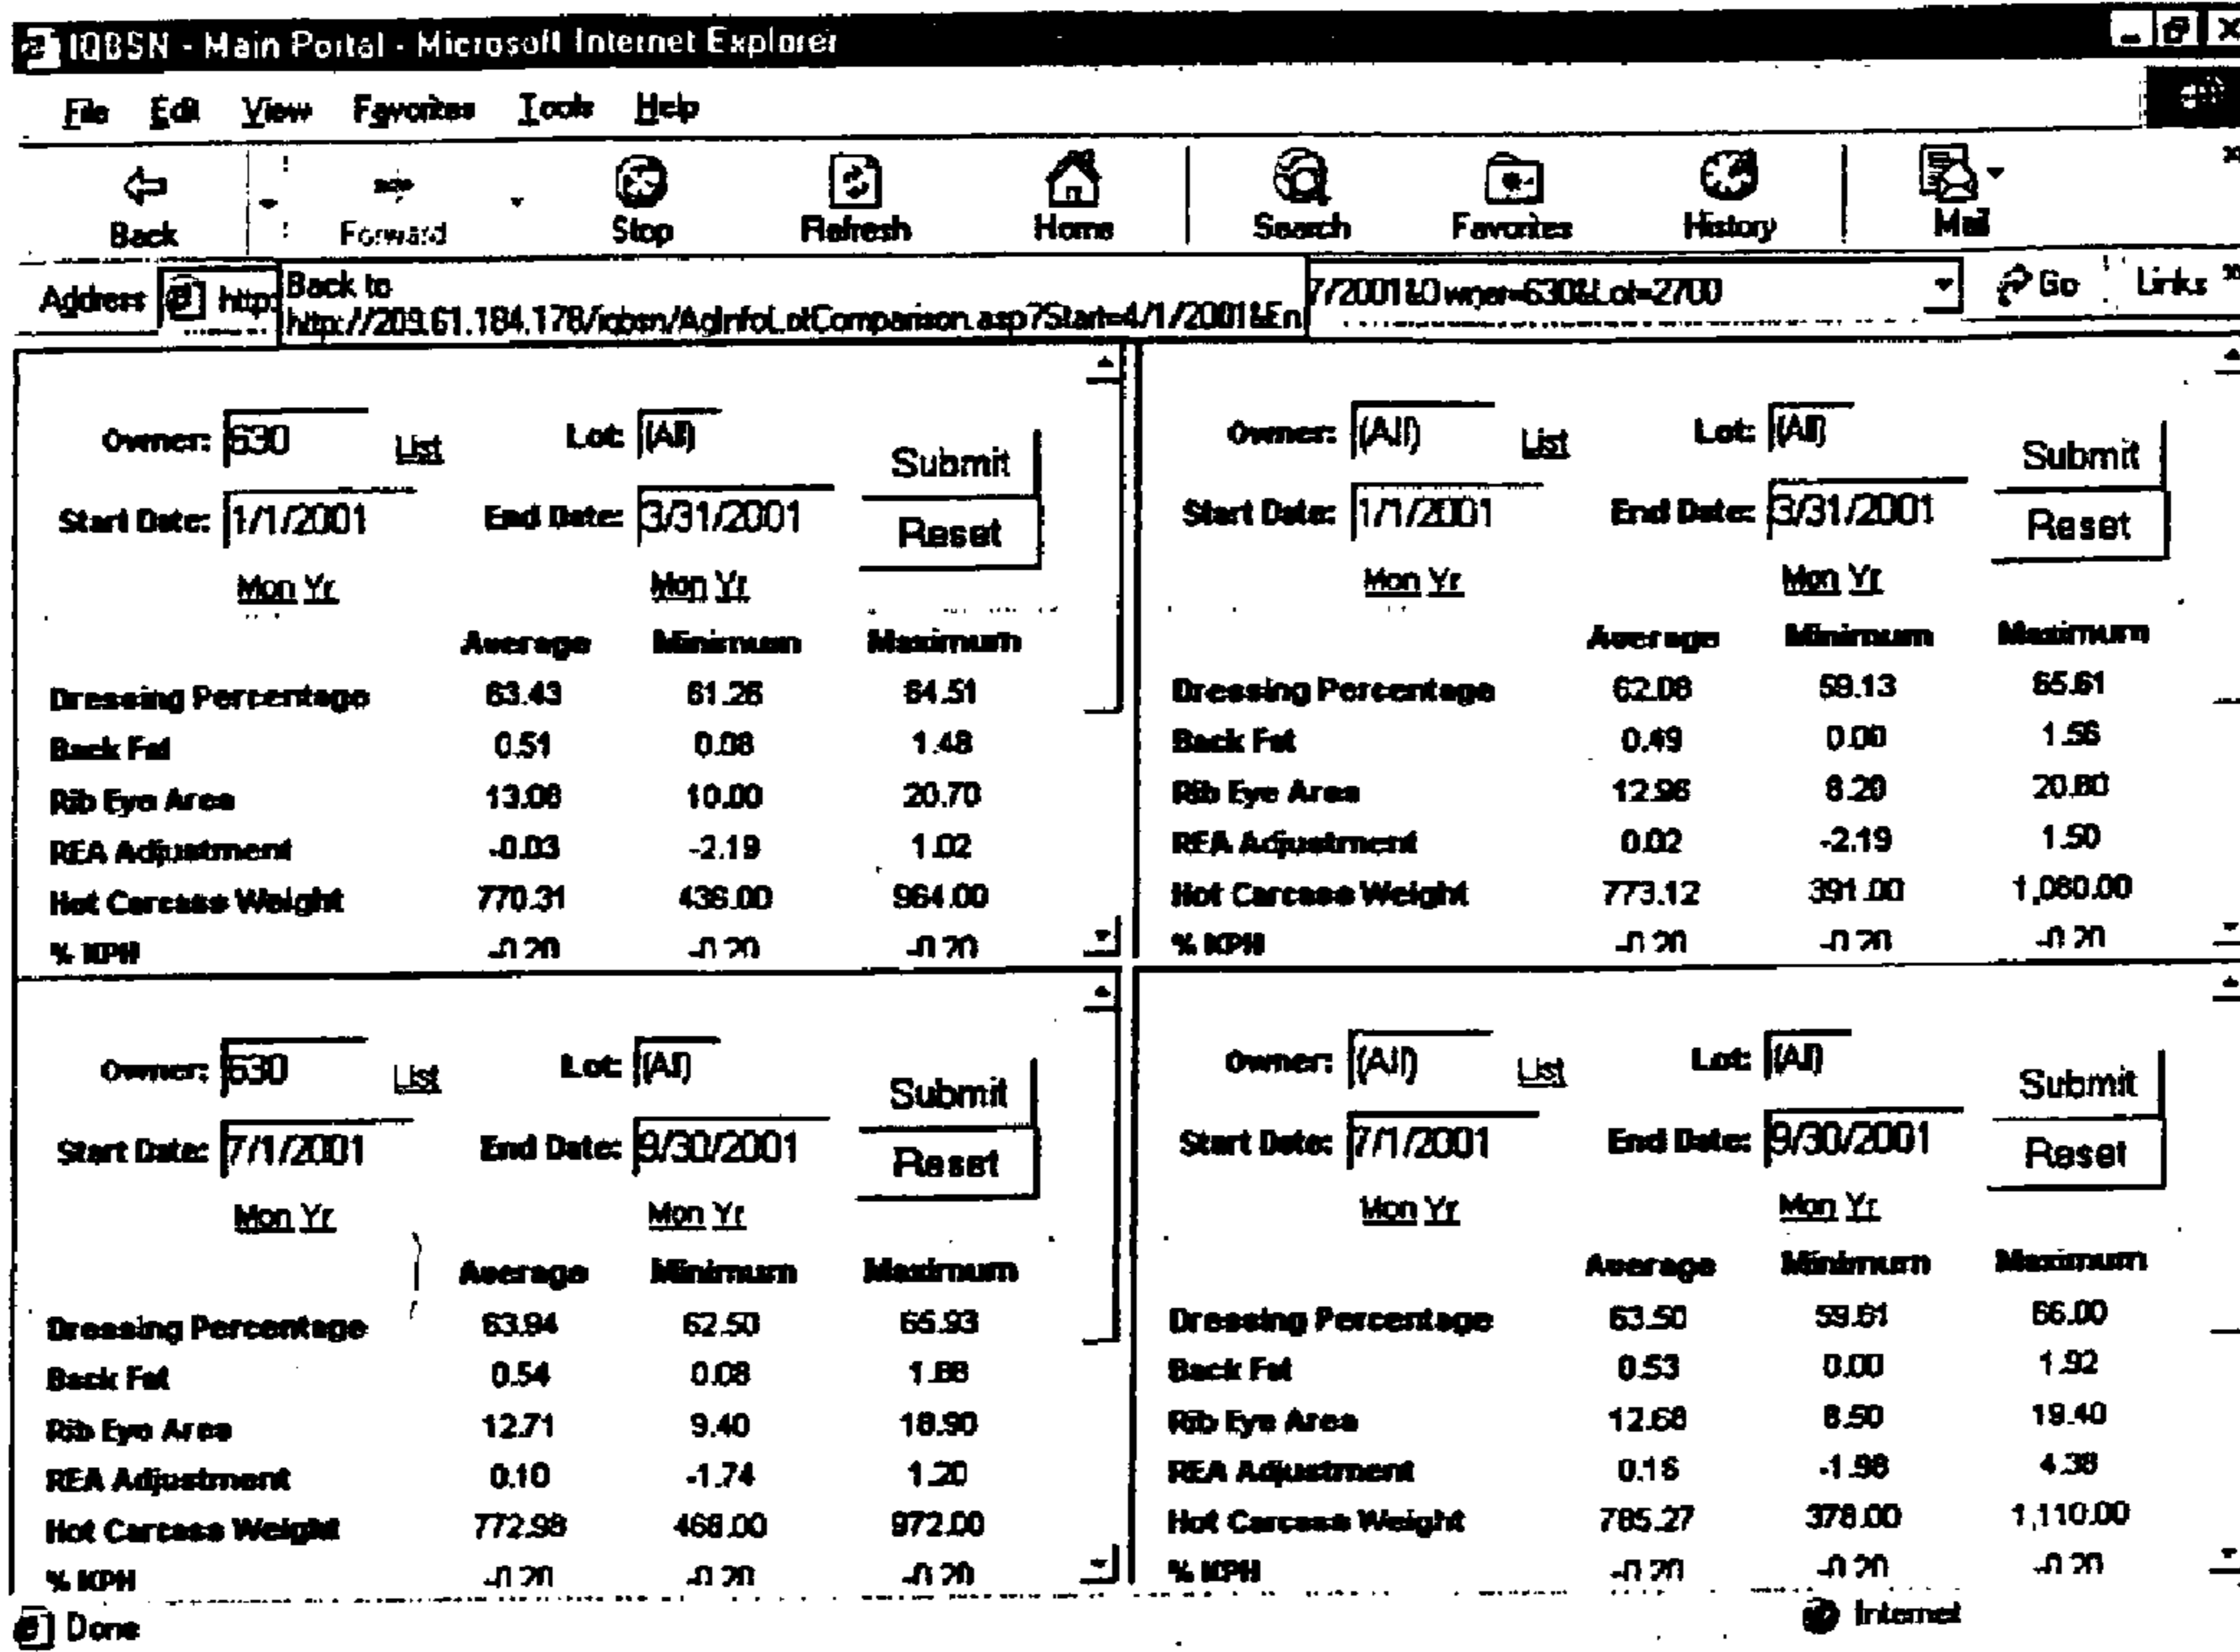 IQBSN - Main Portal - Microsoft Internet Explorer
File Edit View Favorites Tools Help
Back Forward Stop Refresh Home Search Favorites History Mail
Address http: Back to 7/2001&Owner=630&Lot=2700 Go Links
http://209.61.184.178/iqbsn/AgInfoLotComparison.asp?Start=4/1/2001&En
Owner: 630 List Lot: (All) Submit
Start Date: 1/1/2001 End Date: 3/31/2001 Reset
Mon Yr Mon Yr
Average Minimum Maximum
Dressing Percentage 63.43 61.26 64.51
Back Fat 0.51 0.08 1.48
Rib Eye Area 13.08 10.00 20.70
REA Adjustment -0.03 -2.19 1.02
Hot Carcass Weight 770.31 436.00 964.00
% KPH -0.20 -0.20 -0.20
Owner: (All) List Lot: (All) Submit
Start Date: 1/1/2001 End Date: 3/31/2001 Reset
Mon Yr Mon Yr
Average Minimum Maximum
Dressing Percentage 62.08 59.13 65.61
Back Fat 0.49 0.00 1.56
Rib Eye Area 12.96 8.20 20.80
REA Adjustment 0.02 -2.19 1.50
Hot Carcass Weight 773.12 391.00 1,080.00
% KPH -0.20 -0.20 -0.20
Owner: 630 List Lot: (All) Submit
Start Date: 7/1/2001 End Date: 9/30/2001 Reset
Mon Yr Mon Yr
Average Minimum Maximum
Dressing Percentage 63.94 62.50 65.93
Back Fat 0.54 0.08
Rib Eye Area 12.71 9.40 18.90
REA Adjustment 0.10 -1.74 1.20
Hot Carcass Weight 772.98 468.00 972.00
% KPH -0.20 -0.20 -0.20
Owner: (All) List Lot: (All) Submit
Start Date: 7/1/2001 End Date: 9/30/2001 Reset
Mon Yr Mon Yr
Average Minimum Maximum
Dressing Percentage 63.50 59.61 66.00
Back Fat 0.53 0.00 1.92
Rib Eye Area 12.68 8.50 19.40
REA Adjustment 0.16 -1.98 4.38
Hot Carcass Weight 785.27 378.00 1,110.00
% KPH -0.20 -0.20 -0.20
Done Internet